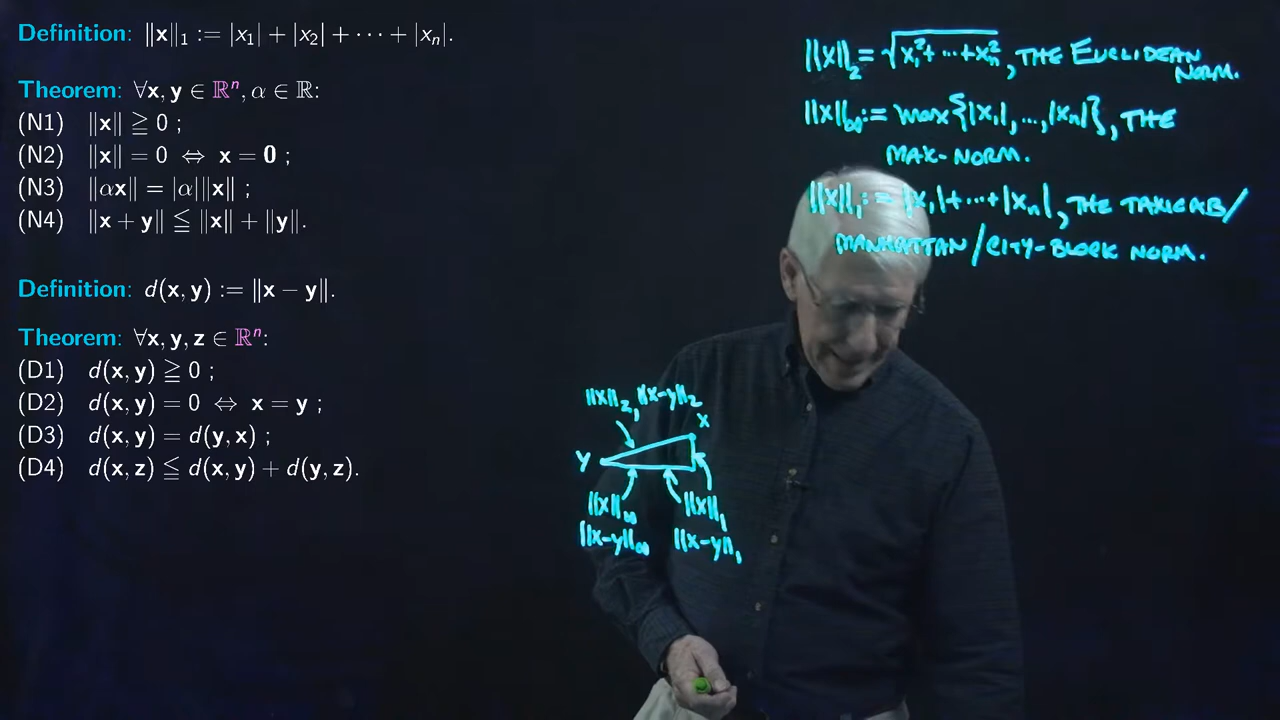 Definition: ‖x‖₁ := |x₁| + |x₂| + ··· + |xₙ|.
Theorem: ∀x, y ∈ ℝⁿ, α ∈ ℝ:
(N1) ‖x‖ ≧ 0 ;
(N2) ‖x‖ = 0 ⇔ x = 0 ;
(N3) ‖αx‖ = |α|‖x‖ ;
(N4) ‖x + y‖ ≦ ‖x‖ + ‖y‖.
Definition: d(x, y) := ‖x − y‖.
Theorem: ∀x, y, z ∈ ℝⁿ:
(D1) d(x, y) ≧ 0 ;
(D2) d(x, y) = 0 ⇔ x = y ;
(D3) d(x, y) = d(y, x) ;
(D4) d(x, z) ≦ d(x, y) + d(y, z).
‖x‖₂ = √x₁² + ··· + xₙ², THE EUCLIDEAN
NORM.
‖x‖∞ := max{|x₁|, ..., |xₙ|}, THE
MAX-NORM.
‖x‖₁ := |x₁| + ··· + |xₙ|, THE TAXICAB/
MANHATTAN/CITY-BLOCK NORM.
‖x‖₂, ‖x-y‖₂
x
y
‖x‖∞ ‖x‖₁
‖x-y‖∞ ‖x-y‖₁